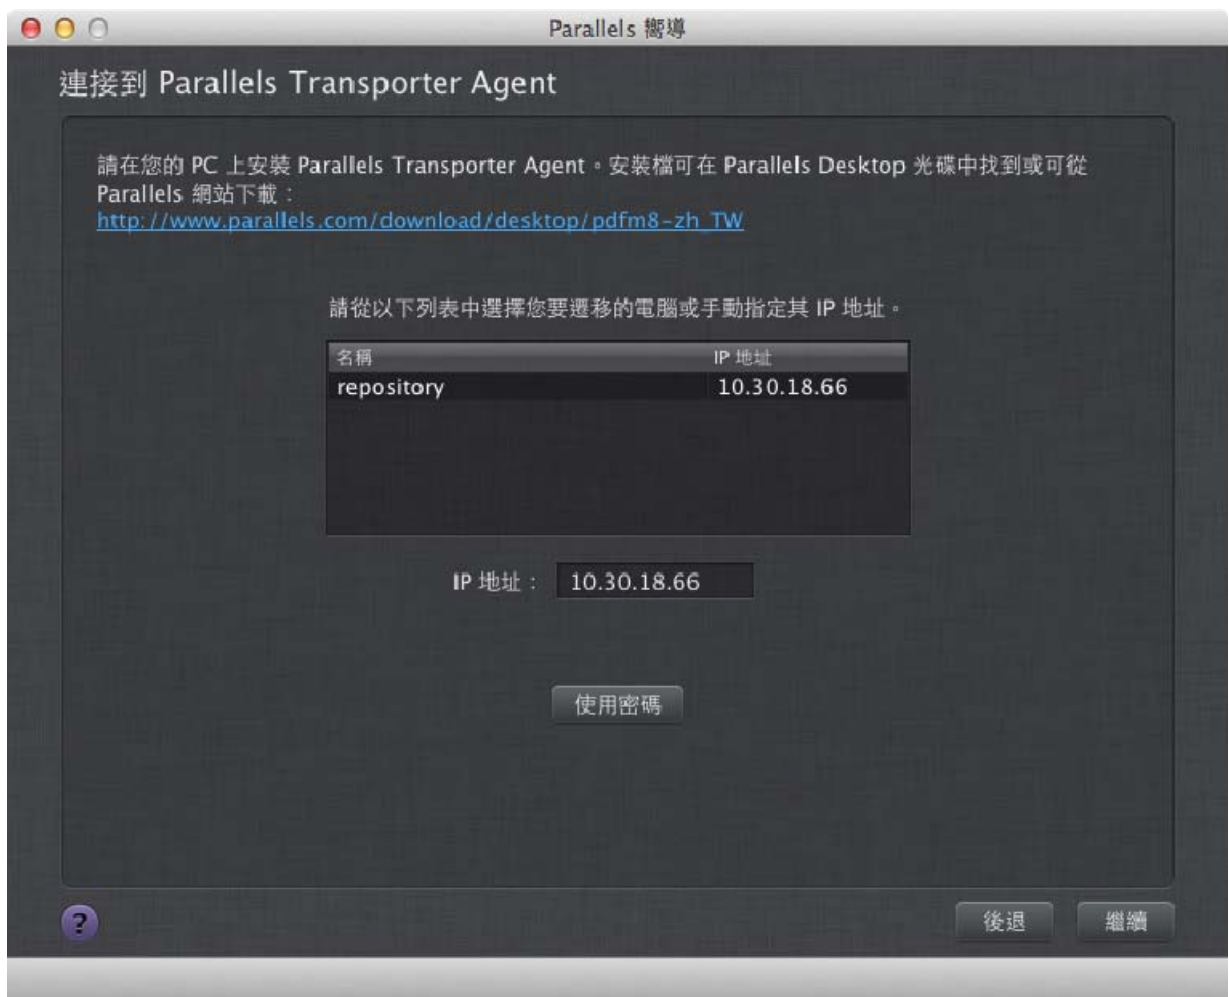 Parallels 嚮導
連接到 Parallels Transporter Agent
請在您的 PC 上安裝 Parallels Transporter Agent。安裝檔可在 Parallels Desktop 光碟中找到或可從
Parallels 網站下載：
http://www.parallels.com/download/desktop/pdfm8-zh_TW
請從以下列表中選擇您要遷移的電腦或手動指定其 IP 地址。
名稱 IP 地址
repository 10.30.18.66
IP 地址： 10.30.18.66
使用密碼
? 後退 繼續